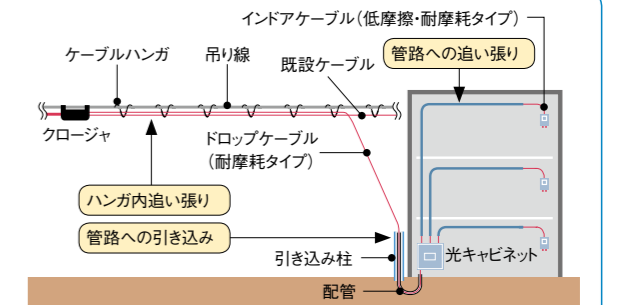 インドアケーブル（低摩擦・耐摩耗タイプ）
ケーブルハンガ
吊り線
既設ケーブル
管路への追い張り
クロージャ
ドロップケーブル
（耐摩耗タイプ）
ハンガ内追い張り
管路への引き込み
引き込み柱
光キャビネット
配管